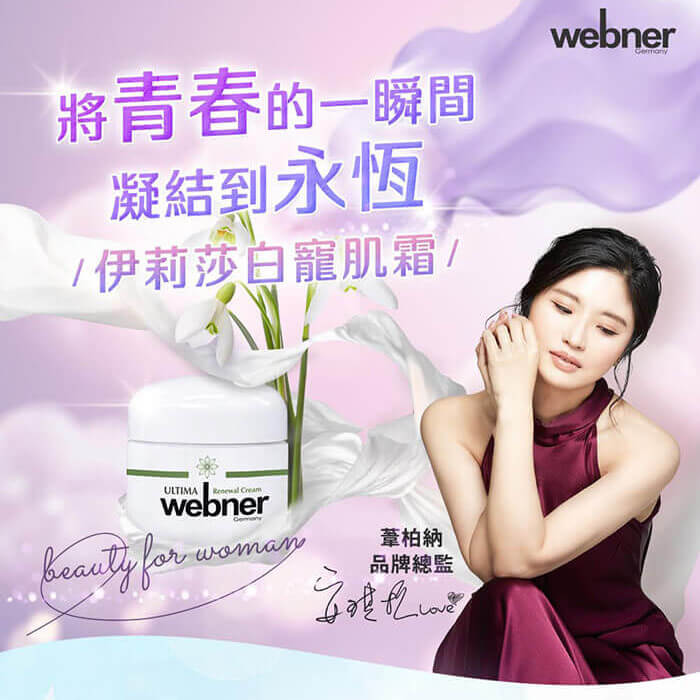 webner
Germany
將青春的一瞬間
凝結到永恆
/伊莉莎白寵肌霜/
ULTIMA Renewal Cream
webner
Germany
beauty for woman
葦柏納
品牌總監
Love